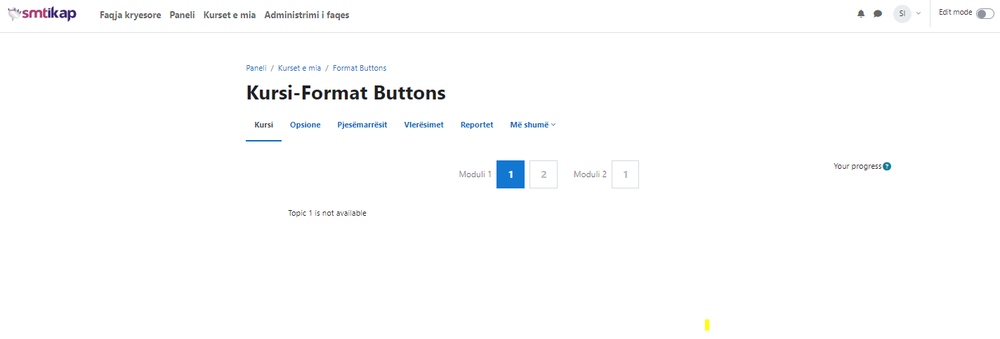 smtikap Faqja kryesore Paneli Kurset e mia Administrimi i faqes SI Edit mode
Paneli / Kurset e mia / Format Buttons
Kursi-Format Buttons
Kursi Opsione Pjesëmarrësit Vlerësimet Reportet Më shumë
Moduli 1 1 2 Moduli 2 1 Your progress ?
Topic 1 is not available